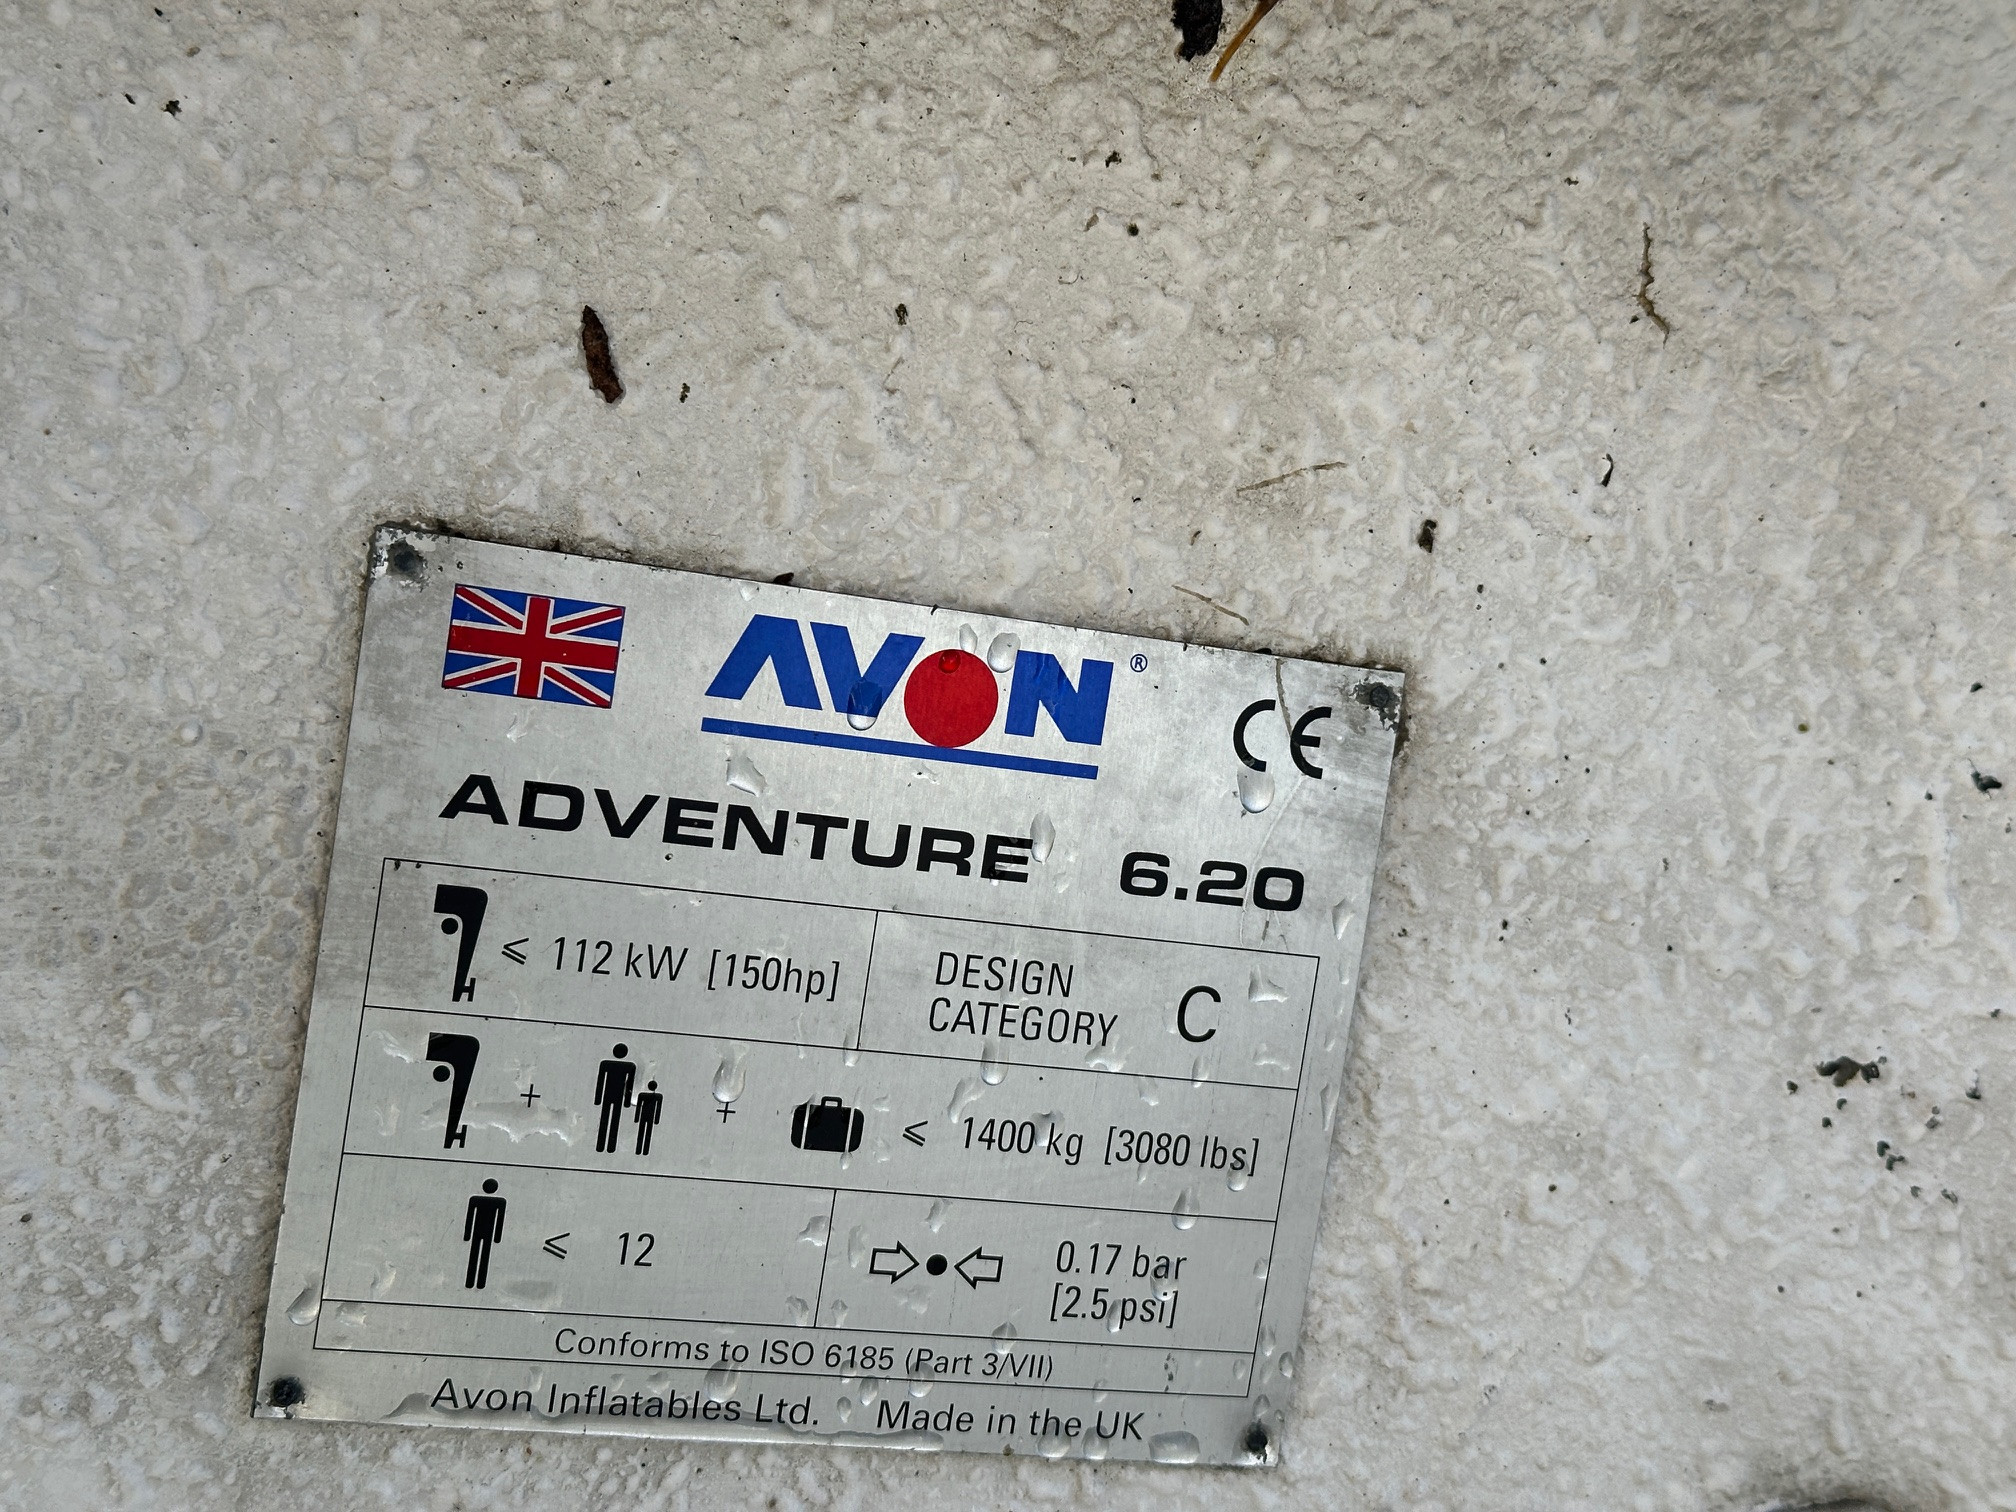 AVON ®
CE
ADVENTURE 6.20
⩽ 112 kW [150hp]
DESIGN
CATEGORY C
+ + ⩽ 1400 kg [3080 lbs]
⩽ 12
0.17 bar
[2.5 psi]
Conforms to ISO 6185 (Part 3/VII)
Avon Inflatables Ltd. Made in the UK